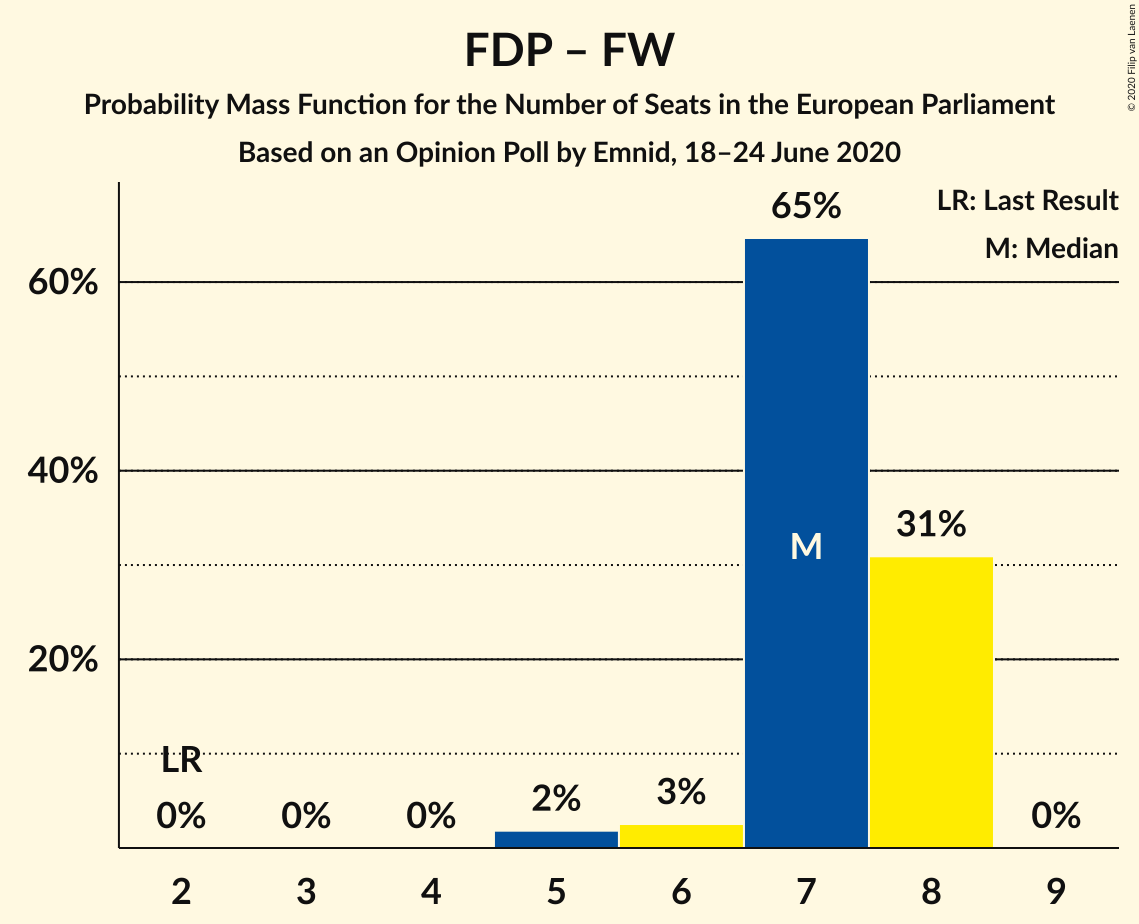 FDP – FW
Probability Mass Function for the Number of Seats in the European Parliament
Based on an Opinion Poll by Emnid, 18–24 June 2020
© 2020 Filip van Laenen
LR: Last Result
M: Median
65%
60%
M
31%
40%
20%
LR
0%
0%
0%
2%
3%
0%
2 3 4 5 6 7 8 9